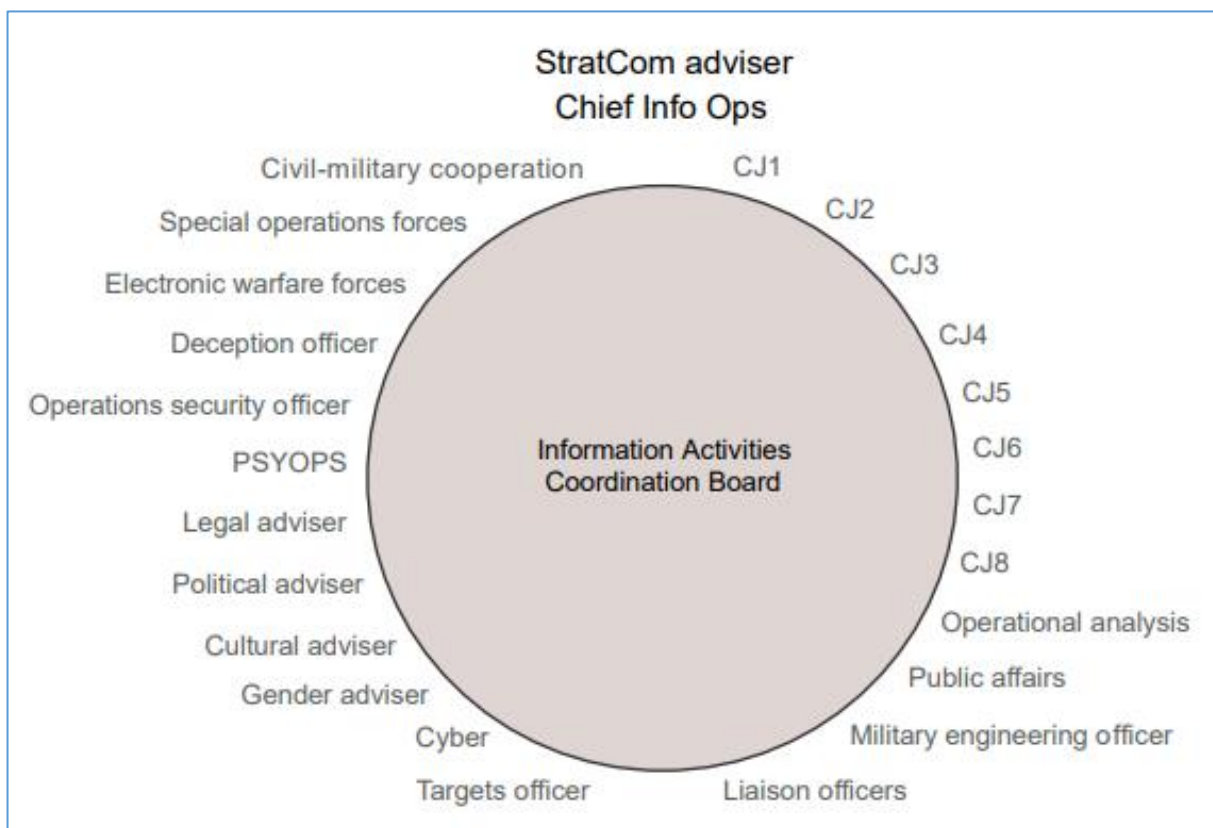 StratCom adviser
Chief Info Ops
Civil-military cooperation
CJ1
Special operations forces
CJ2
Electronic warfare forces
CJ3
Deception officer
CJ4
Operations security officer
CJ5
Information Activities
Coordination Board
PSYOPS
CJ6
Legal adviser
CJ7
Political adviser
CJ8
Cultural adviser
Operational analysis
Gender adviser
Public affairs
Cyber
Military engineering officer
Targets officer
Liaison officers